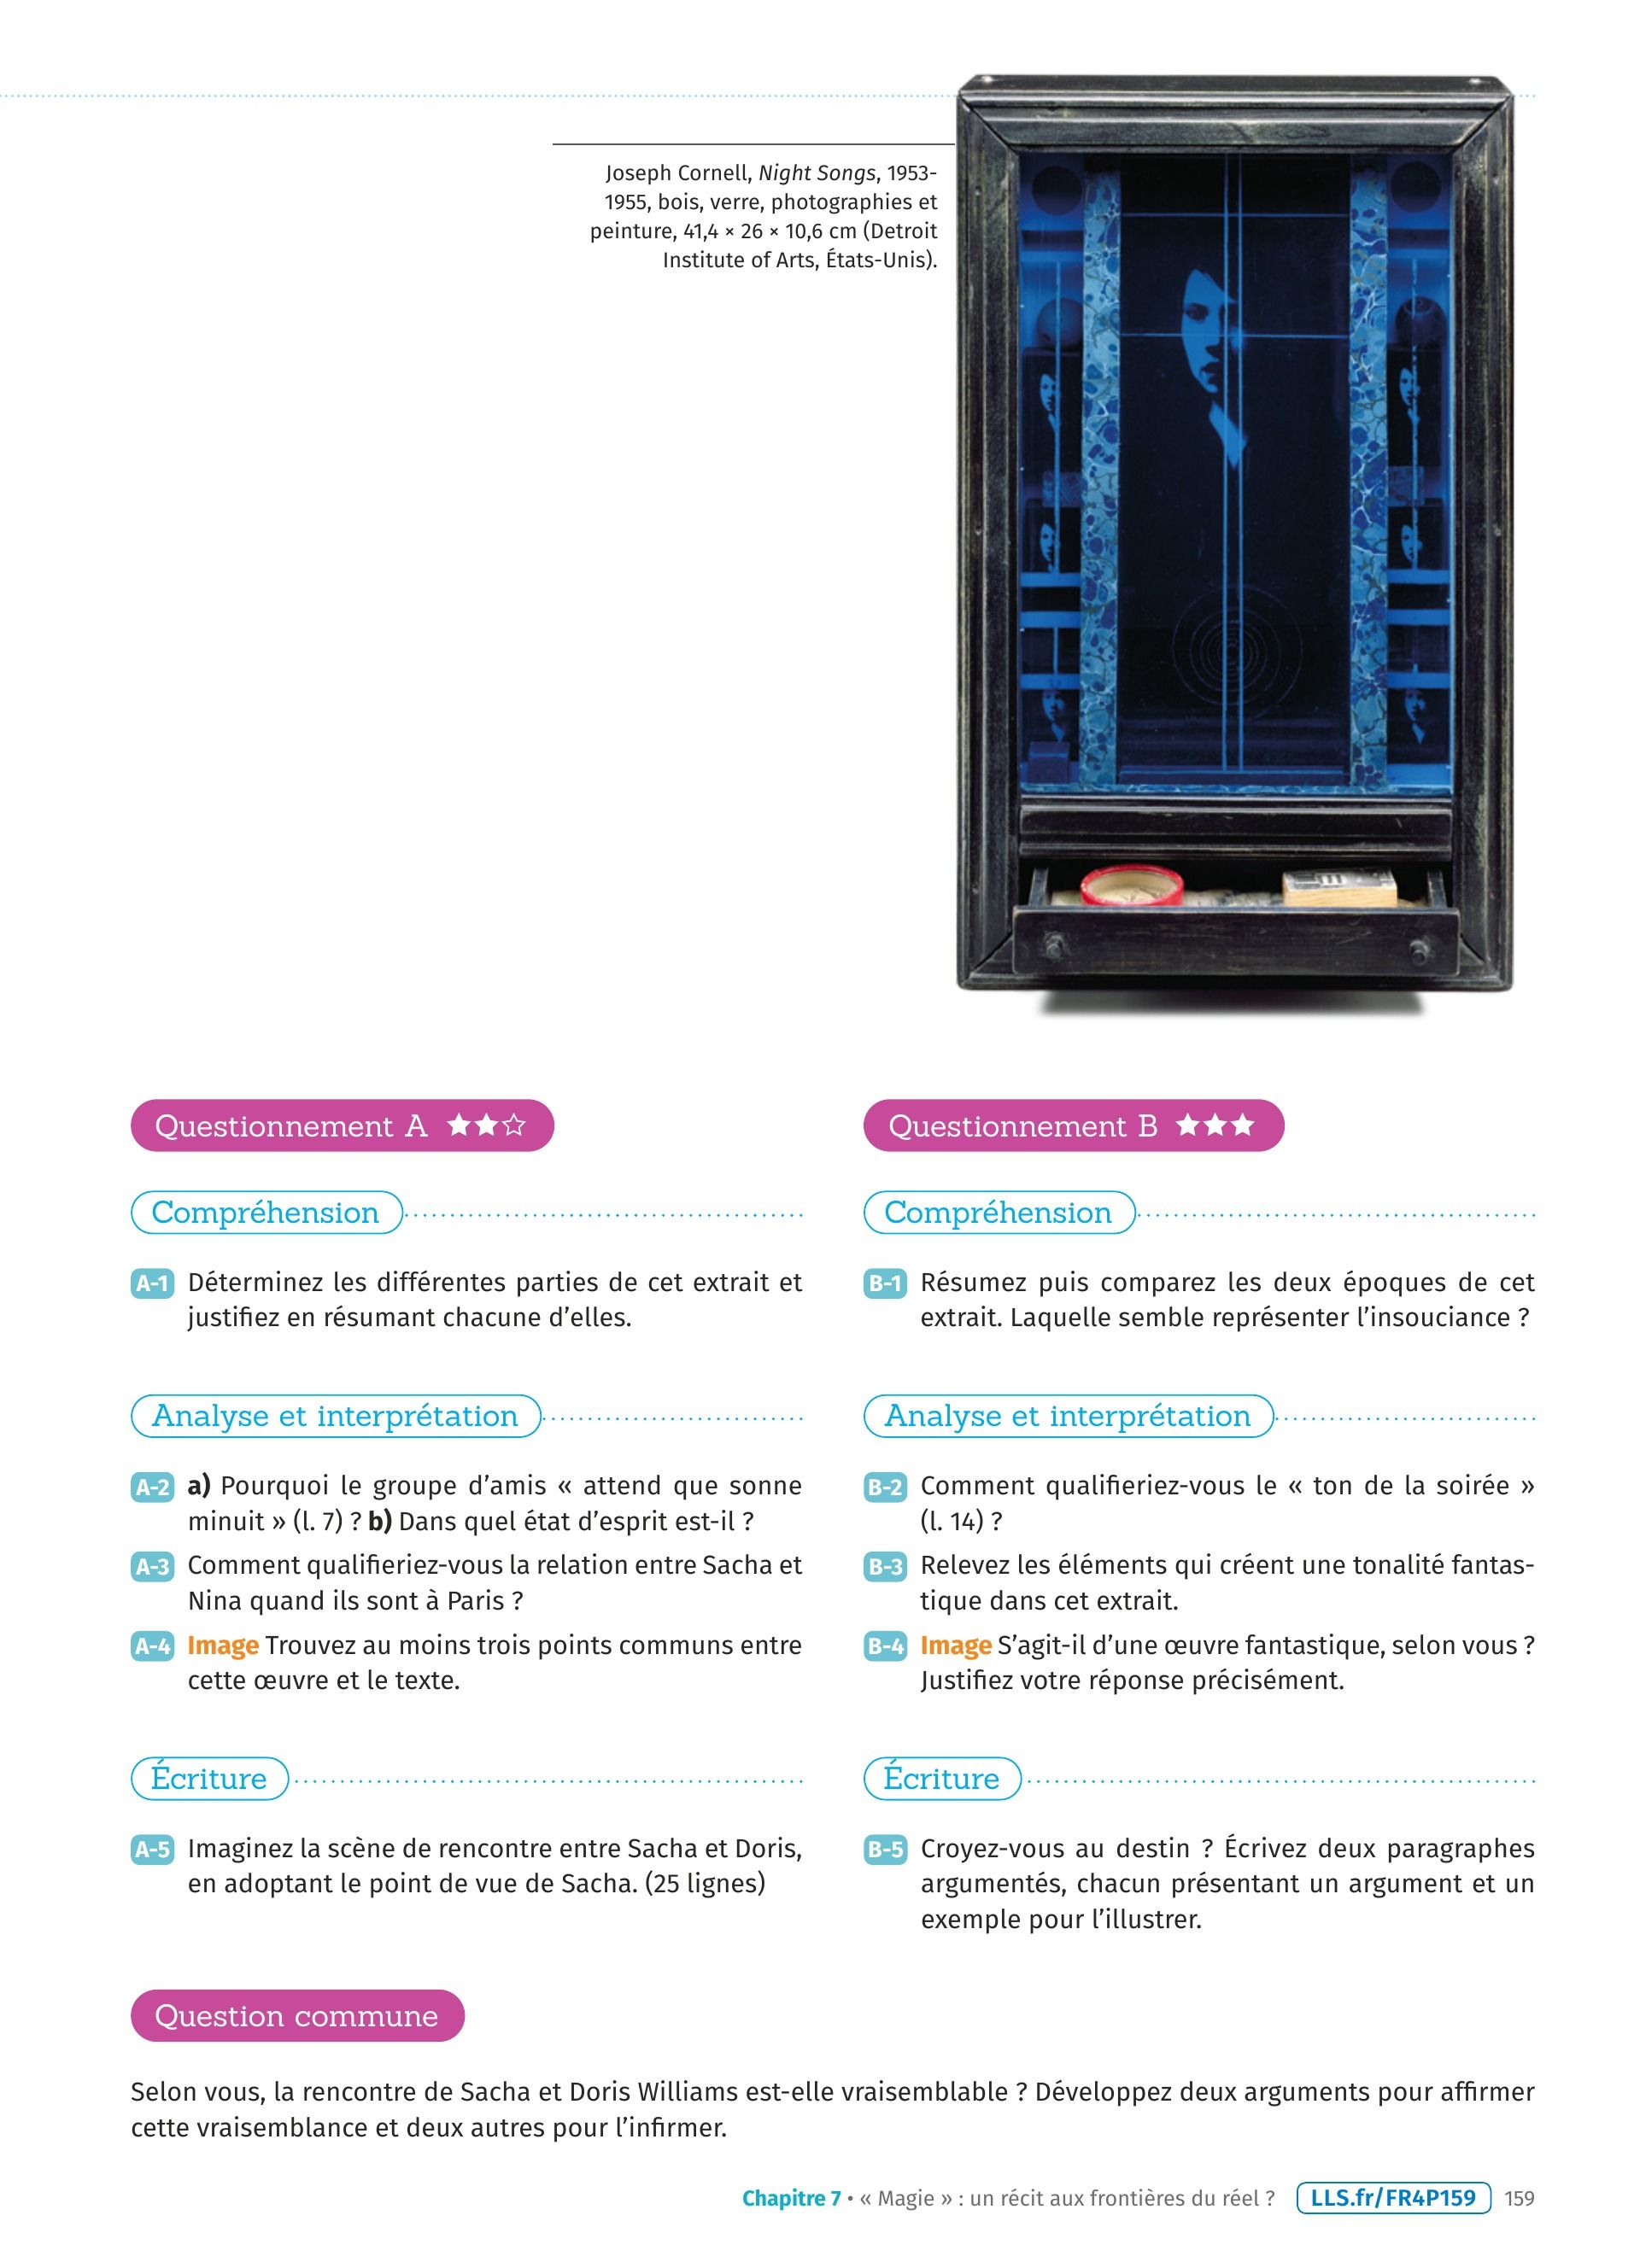 Joseph Cornell, Night Songs, 1953-
1955, bois, verre, photographies et
peinture, 41,4 × 26 × 10,6 cm (Detroit
Institute of Arts, États-Unis).
Questionnement A ★★☆
Compréhension
A-1 Déterminez les différentes parties de cet extrait et
justifiez en résumant chacune d’elles.
Analyse et interprétation
A-2 a) Pourquoi le groupe d’amis « attend que sonne
minuit » (l. 7) ? b) Dans quel état d’esprit est-il ?
A-3 Comment qualifieriez-vous la relation entre Sacha et
Nina quand ils sont à Paris ?
A-4 Image Trouvez au moins trois points communs entre
cette œuvre et le texte.
Écriture
A-5 Imaginez la scène de rencontre entre Sacha et Doris,
en adoptant le point de vue de Sacha. (25 lignes)
Questionnement B ★★★
Compréhension
B-1 Résumez puis comparez les deux époques de cet
extrait. Laquelle semble représenter l’insouciance ?
Analyse et interprétation
B-2 Comment qualifieriez-vous le « ton de la soirée »
(l. 14) ?
B-3 Relevez les éléments qui créent une tonalité fantas-
tique dans cet extrait.
B-4 Image S’agit-il d’une œuvre fantastique, selon vous ?
Justifiez votre réponse précisément.
Écriture
B-5 Croyez-vous au destin ? Écrivez deux paragraphes
argumentés, chacun présentant un argument et un
exemple pour l’illustrer.
Question commune
Selon vous, la rencontre de Sacha et Doris Williams est-elle vraisemblable ? Développez deux arguments pour affirmer
cette vraisemblance et deux autres pour l’infirmer.
Chapitre 7 • « Magie » : un récit aux frontières du réel ? LLS.fr/FR4P159 159